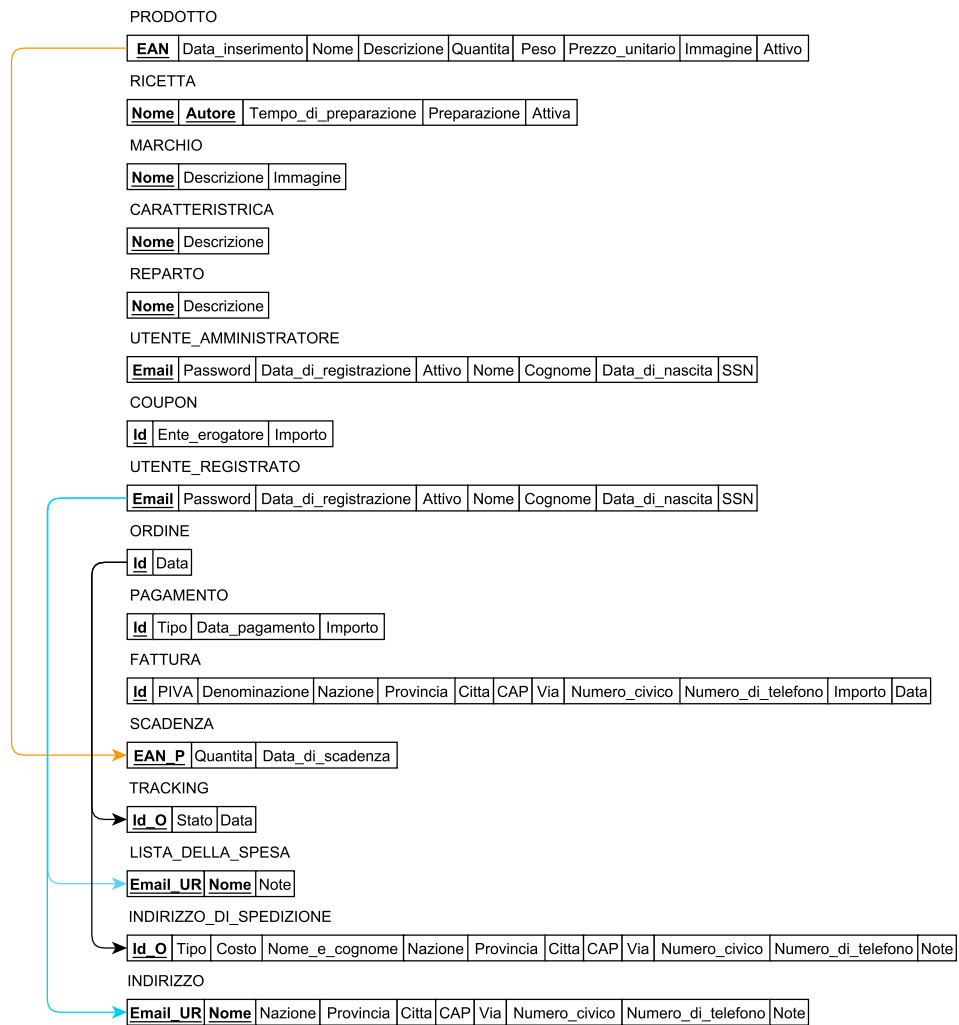 PRODOTTO
EAN Data_inserimento Nome Descrizione Quantita Peso Prezzo_unitario Immagine Attivo
RICETTA
Nome Autore Tempo_di_preparazione Preparazione Attiva
MARCHIO
Nome Descrizione Immagine
CARATTERISTRICA
Nome Descrizione
REPARTO
Nome Descrizione
UTENTE_AMMINISTRATORE
Email Password Data_di_registrazione Attivo Nome Cognome Data_di_nascita SSN
COUPON
Id Ente_erogatore Importo
UTENTE_REGISTRATO
Email Password Data_di_registrazione Attivo Nome Cognome Data_di_nascita SSN
ORDINE
Id Data
PAGAMENTO
Id Tipo Data_pagamento Importo
FATTURA
Id PIVA Denominazione Nazione Provincia Citta CAP Via Numero_civico Numero_di_telefono Importo Data
SCADENZA
EAN_P Quantita Data_di_scadenza
TRACKING
Id_O Stato Data
LISTA_DELLA_SPESA
Email_UR Nome Note
INDIRIZZO_DI_SPEDIZIONE
Id_O Tipo Costo Nome_e_cognome Nazione Provincia Citta CAP Via Numero_civico Numero_di_telefono Note
INDIRIZZO
Email_UR Nome Nazione Provincia Citta CAP Via Numero_civico Numero_di_telefono Note